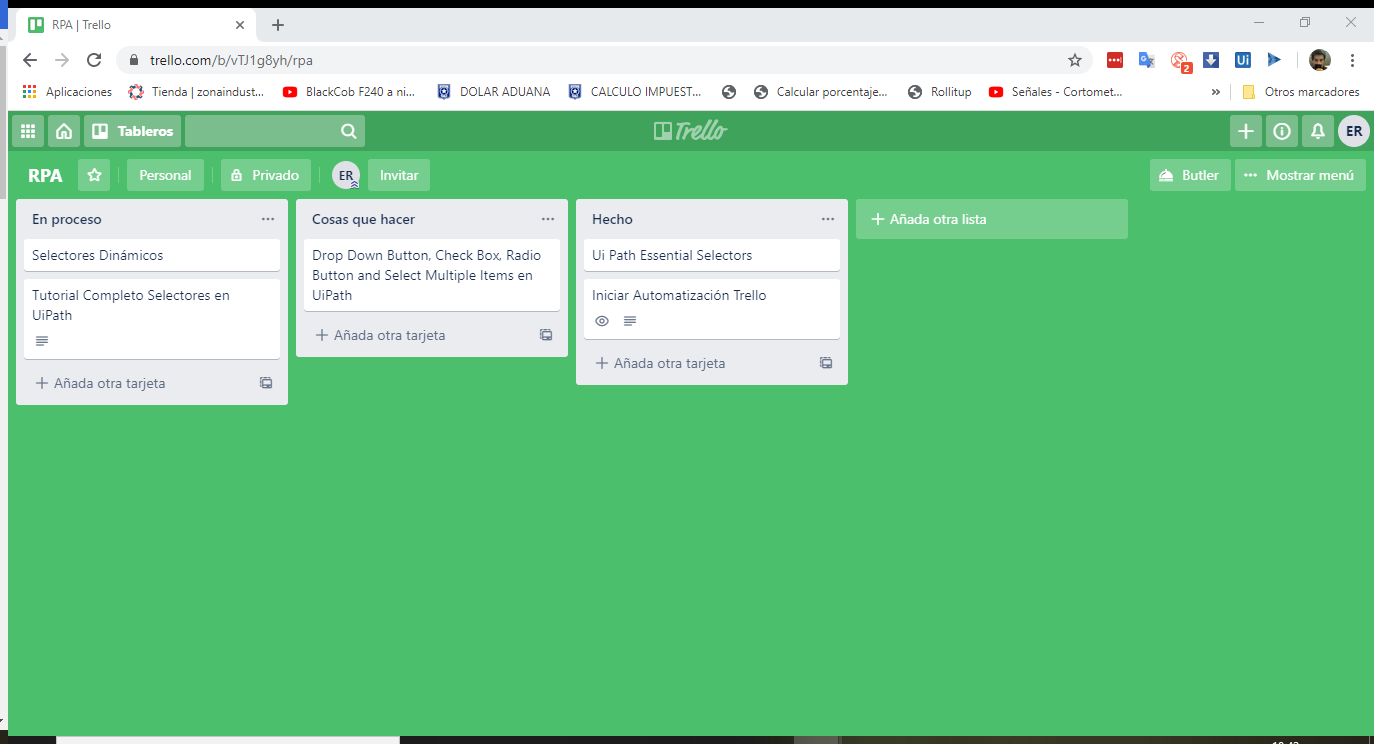 RPA | Trello
trello.com/b/vTJ1g8yh/rpa
2
Ui
Aplicaciones
Tienda | zonaindust...
BlackCob F240 a ni...
DOLAR ADUANA
CALCULO IMPUEST...
Calcular porcentaje...
Rollitup
Señales - Cortomet...
»
Otros marcadores
Tableros
Trello
ER
RPA
Personal
Privado
ER
Invitar
Butler
Mostrar menú
En proceso
Selectores Dinámicos
Tutorial Completo Selectores en
UiPath
Añada otra tarjeta
Cosas que hacer
Drop Down Button, Check Box, Radio
Button and Select Multiple Items en
UiPath
Añada otra tarjeta
Hecho
Ui Path Essential Selectors
Iniciar Automatización Trello
Añada otra tarjeta
Añada otra lista